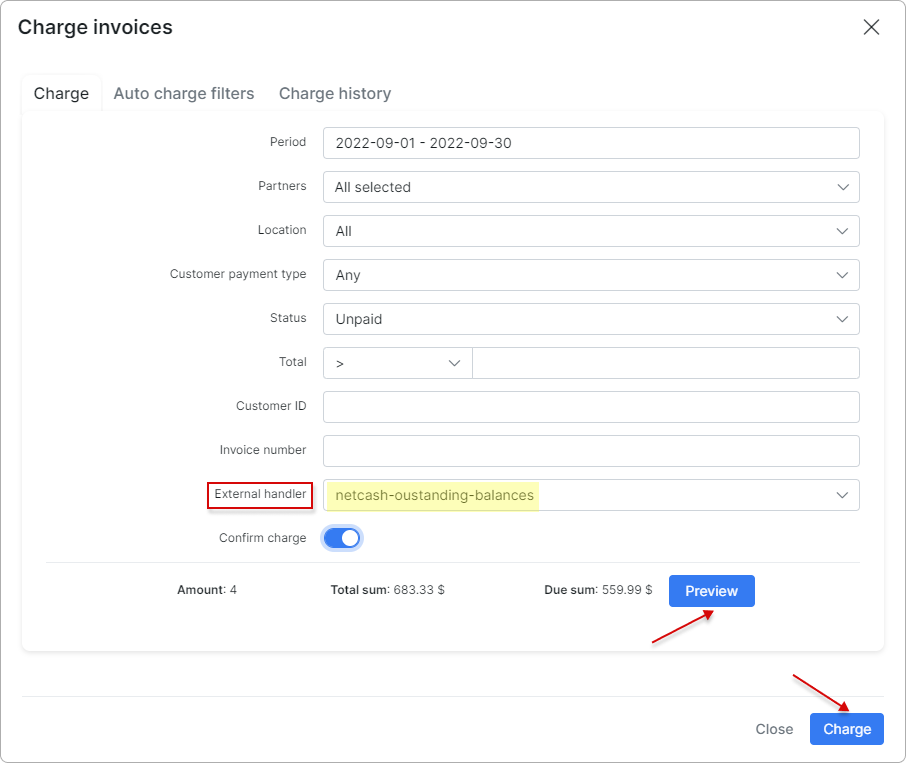 Charge invoices
Charge Auto charge filters Charge history
Period 2022-09-01 - 2022-09-30
Partners All selected
Location All
Customer payment type Any
Status Unpaid
Total >
Customer ID
Invoice number
External handler netcash-oustanding-balances
Confirm charge
Amount: 4 Total sum: 683.33 $ Due sum: 559.99 $ Preview
Close Charge